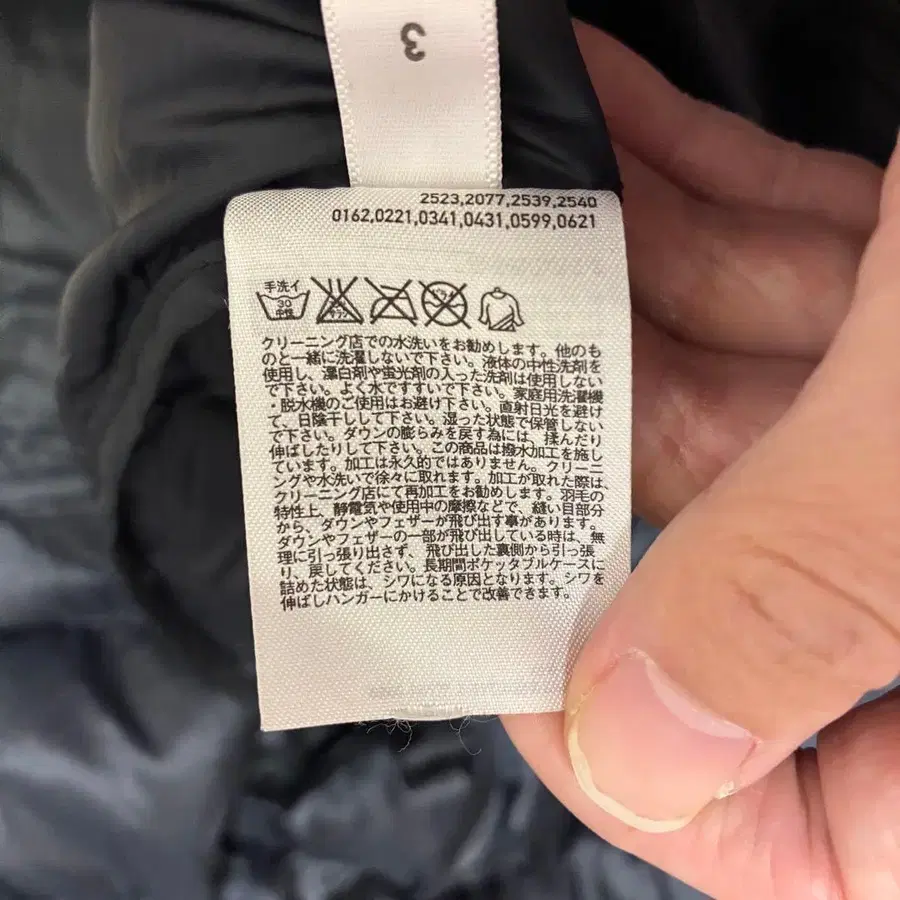 3
2523,2077,2539,2540
0162,0221,0341,0431,0599,0621
手洗イ
30
中性
クリーニング店での水洗いをお勧めします。他のも
のと一緒に洗濯しないで下さい。液体の中性洗剤を
使用し、漂白剤や蛍光剤の入った洗剤は使用しない
で下さい。よく水ですすいで下さい。家庭用洗濯機
・脱水機のご使用はお避け下さい。直射日光を避け
て、日陰干しして下さい。湿った状態で保管しない
で下さい。ダウンの膨らみを戻す為には、揉んだり
伸ばしたりして下さい。この商品は撥水加工を施し
ています。加工は永久的ではありません。クリーニ
ングや水洗いで徐々に取れます。加工が取れた際は、
クリーニング店にて再加工をお勧めします。羽毛の
特性上、静電気や使用中の摩擦などで、縫い目部分
から、ダウンやフェザーが飛び出す事があります。
ダウンやフェザーの一部が飛び出している時は、無
理に引っ張り出さず、飛び出した裏側から引っ張
り、戻してください。長期間ポケッタブルケースに
詰めた状態は、シワになる原因となります。シワを
伸ばしハンガーにかけることで改善できます。